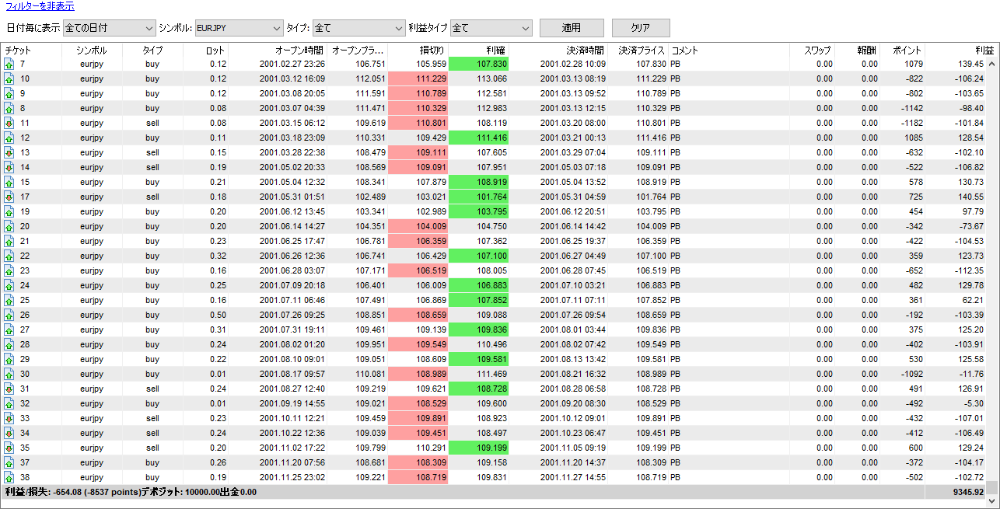 フィルターを非表示
日付毎に表示 全ての日付 シンボル: EURJPY タイプ: 全て 利益タイプ 全て 適用 クリア
チケット シンボル タイプ ロット オープン時間 オープンプラ... 損切り 利確 決済時間 決済プライス コメント スワップ 報酬 ポイント 利益
7 eurjpy buy 0.12 2001.02.27 23:26 106.751 105.959 107.830 2001.02.28 10:09 107.830 PB 0.00 0.00 1079 139.45
10 eurjpy buy 0.12 2001.03.12 16:09 112.051 111.229 113.066 2001.03.13 08:19 111.229 PB 0.00 0.00 -822 -106.24
9 eurjpy buy 0.12 2001.03.08 20:05 111.591 110.789 112.581 2001.03.13 09:52 110.789 PB 0.00 0.00 -802 -103.65
8 eurjpy buy 0.08 2001.03.07 04:39 111.471 110.329 112.983 2001.03.13 12:15 110.329 PB 0.00 0.00 -1142 -98.40
11 eurjpy sell 0.08 2001.03.15 06:12 109.619 110.801 108.119 2001.03.20 08:00 110.801 PB 0.00 0.00 -1182 -101.84
12 eurjpy buy 0.11 2001.03.18 23:09 110.331 109.429 111.416 2001.03.21 00:13 111.416 PB 0.00 0.00 1085 128.54
13 eurjpy sell 0.15 2001.03.28 22:38 108.479 109.111 107.605 2001.03.29 07:04 109.111 PB 0.00 0.00 -632 -102.10
14 eurjpy sell 0.19 2001.05.02 20:33 108.569 109.091 107.951 2001.05.03 07:18 109.091 PB 0.00 0.00 -522 -106.82
15 eurjpy buy 0.21 2001.05.04 12:32 108.341 107.879 108.919 2001.05.04 13:52 108.919 PB 0.00 0.00 578 130.73
17 eurjpy sell 0.18 2001.05.31 01:51 102.489 103.021 101.764 2001.05.31 04:59 101.764 PB 0.00 0.00 725 140.55
19 eurjpy buy 0.20 2001.06.12 13:45 103.341 102.989 103.795 2001.06.12 20:51 103.795 PB 0.00 0.00 454 97.79
20 eurjpy buy 0.20 2001.06.14 14:27 104.351 104.009 104.750 2001.06.14 14:42 104.009 PB 0.00 0.00 -342 -73.67
21 eurjpy buy 0.23 2001.06.25 17:47 106.781 106.359 107.362 2001.06.25 19:37 106.359 PB 0.00 0.00 -422 -104.53
22 eurjpy buy 0.32 2001.06.26 12:36 106.741 106.429 107.100 2001.06.27 04:49 107.100 PB 0.00 0.00 359 123.73
23 eurjpy buy 0.16 2001.06.28 03:07 107.171 106.519 108.005 2001.06.28 07:45 106.519 PB 0.00 0.00 -652 -112.35
24 eurjpy buy 0.25 2001.07.09 20:18 106.401 106.009 106.883 2001.07.10 03:21 106.883 PB 0.00 0.00 482 129.78
25 eurjpy buy 0.16 2001.07.11 06:46 107.491 106.869 107.852 2001.07.11 07:11 107.852 PB 0.00 0.00 361 62.21
26 eurjpy buy 0.50 2001.07.26 09:25 108.851 108.659 109.088 2001.07.26 09:54 108.659 PB 0.00 0.00 -192 -103.39
27 eurjpy buy 0.31 2001.07.31 19:11 109.461 109.139 109.836 2001.08.01 03:44 109.836 PB 0.00 0.00 375 125.20
28 eurjpy buy 0.24 2001.08.02 01:20 109.951 109.549 110.496 2001.08.02 07:42 109.549 PB 0.00 0.00 -402 -103.91
29 eurjpy buy 0.22 2001.08.10 09:01 109.051 108.609 109.581 2001.08.13 13:42 109.581 PB 0.00 0.00 530 125.58
30 eurjpy buy 0.01 2001.08.17 09:57 110.081 108.989 111.469 2001.08.21 16:32 108.989 PB 0.00 0.00 -1092 -11.76
31 eurjpy sell 0.24 2001.08.27 12:40 109.219 109.621 108.728 2001.08.28 06:58 108.728 PB 0.00 0.00 491 126.91
32 eurjpy buy 0.01 2001.09.19 14:55 109.021 108.529 109.600 2001.09.20 08:30 108.529 PB 0.00 0.00 -492 -5.30
33 eurjpy sell 0.23 2001.10.11 12:21 109.459 109.891 108.923 2001.10.12 09:01 109.891 PB 0.00 0.00 -432 -107.01
34 eurjpy sell 0.24 2001.10.22 12:36 109.039 109.451 108.497 2001.10.23 06:47 109.451 PB 0.00 0.00 -412 -106.49
35 eurjpy sell 0.20 2001.11.02 17:22 109.799 110.291 109.199 2001.11.05 09:19 109.199 PB 0.00 0.00 600 129.24
37 eurjpy buy 0.26 2001.11.20 07:56 108.681 108.309 109.158 2001.11.20 14:37 108.309 PB 0.00 0.00 -372 -104.17
38 eurjpy buy 0.19 2001.11.25 23:02 109.221 108.719 109.831 2001.11.27 14:55 108.719 PB 0.00 0.00 -502 -102.72
利益/損失: -654.08 (-8537 points)デポジット: 10000.00出金0.00 9345.92